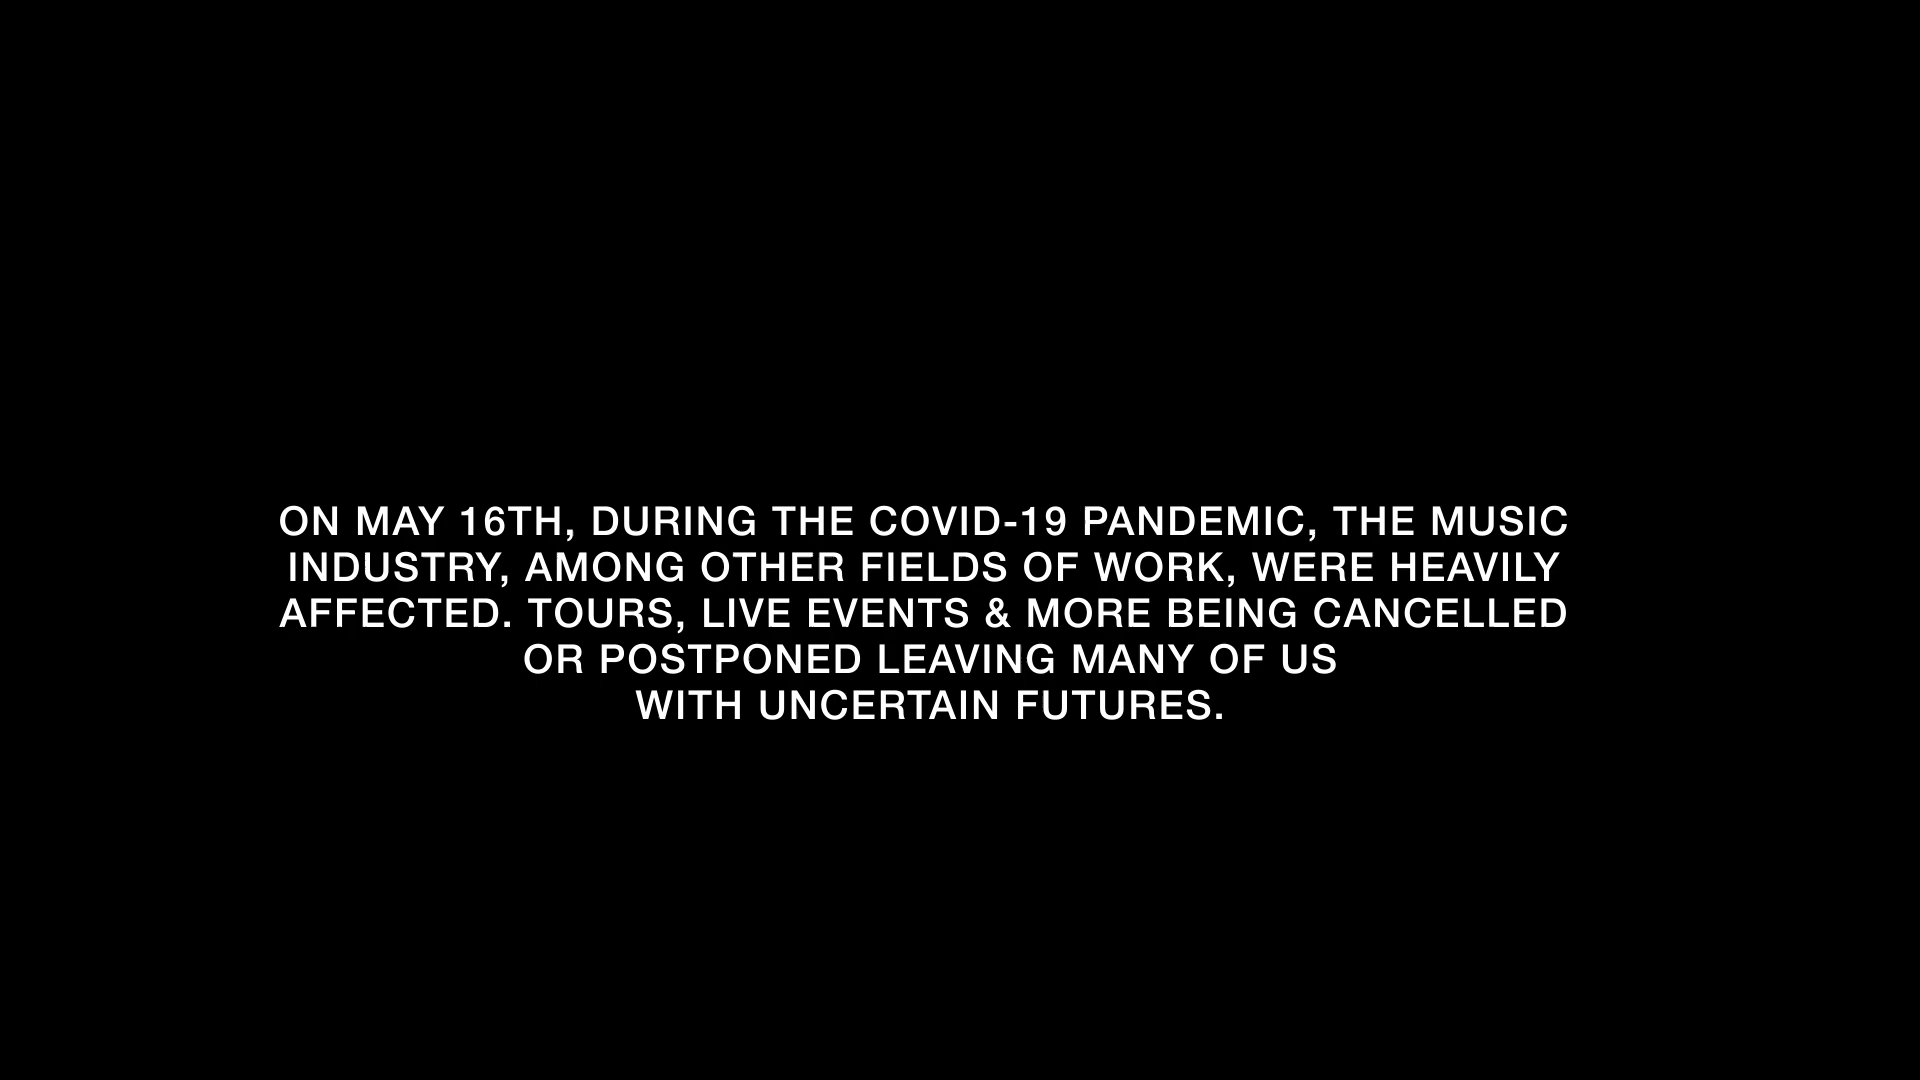 ON MAY 16TH, DURING THE COVID-19 PANDEMIC, THE MUSIC
INDUSTRY, AMONG OTHER FIELDS OF WORK, WERE HEAVILY
AFFECTED. TOURS, LIVE EVENTS & MORE BEING CANCELLED
OR POSTPONED LEAVING MANY OF US
WITH UNCERTAIN FUTURES.